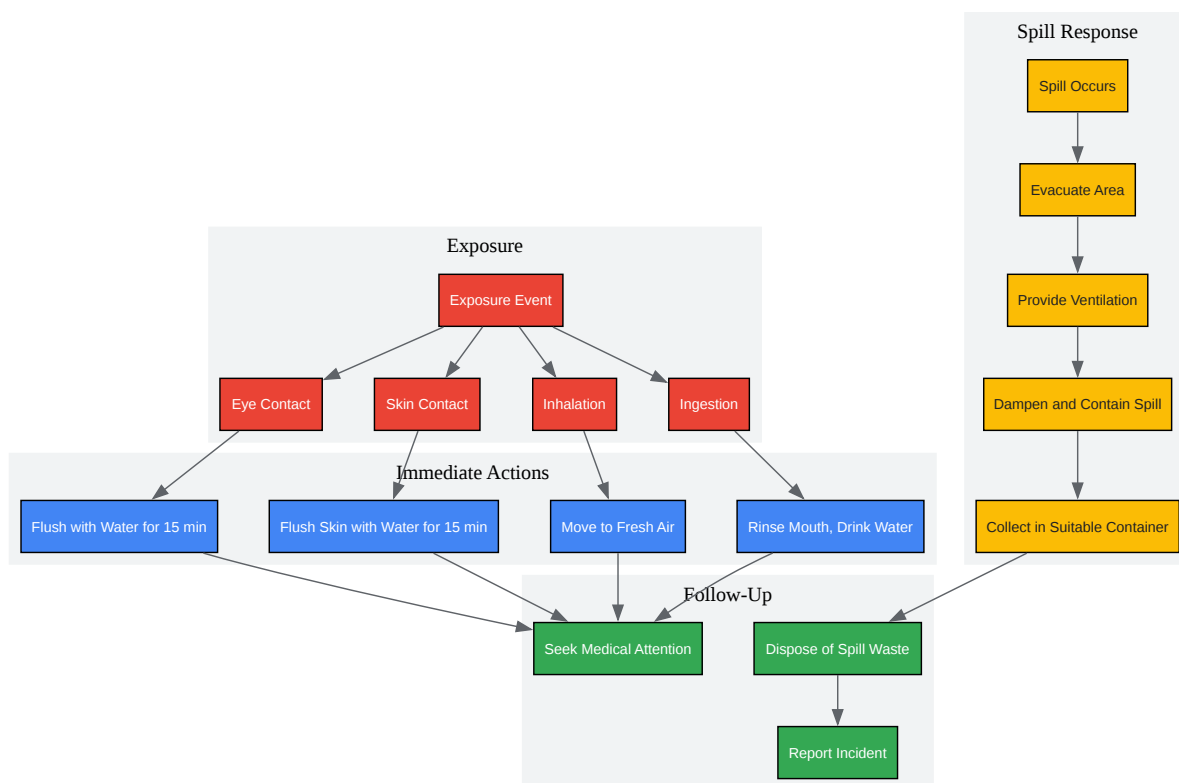 Spill Response
Spill Occurs
Evacuate Area
Provide Ventilation
Dampen and Contain Spill
Collect in Suitable Container
Exposure
Exposure Event
Eye Contact
Skin Contact
Inhalation
Ingestion
Immediate Actions
Flush with Water for 15 min
Flush Skin with Water for 15 min
Move to Fresh Air
Rinse Mouth, Drink Water
Follow-Up
Seek Medical Attention
Dispose of Spill Waste
Report Incident